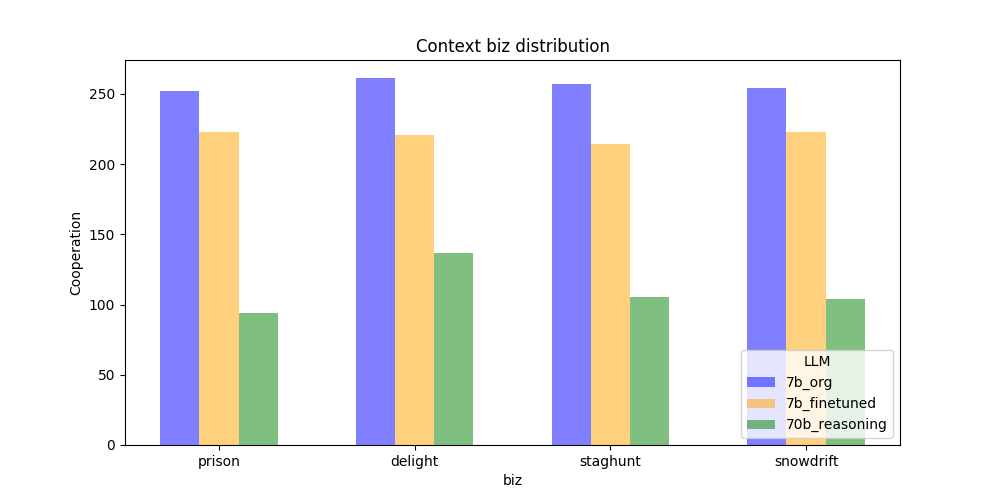 Context biz distribution
Cooperation
250
200
150
100
50
0
prison
delight
staghunt
snowdrift
biz
LLM
7b_org
7b_finetuned
70b_reasoning